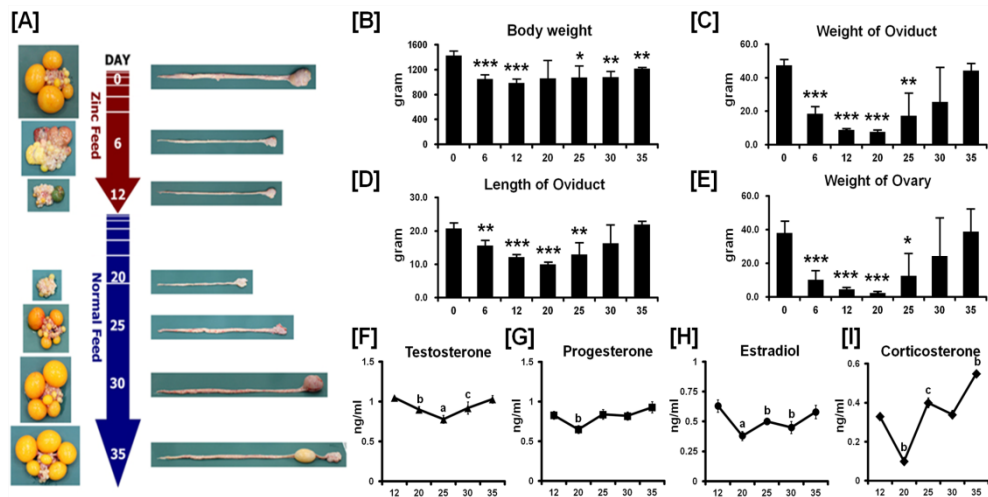 [A]
DAY
0
Zinc Feed
6
12
Normal Feed
20
25
30
35
[B]
Body weight
gram
1600
1200
800
400
0
*** *** * ** **
0 6 12 20 25 30 35
[C]
Weight of Oviduct
gram
60.0
40.0
20.0
0.0
*** *** *** **
0 6 12 20 25 30 35
[D]
Length of Oviduct
gram
30.0
20.0
10.0
0.0
** *** *** **
0 6 12 20 25 30 35
[E]
Weight of Ovary
gram
60.0
40.0
20.0
0.0
*** *** *** *
0 6 12 20 25 30 35
[F]
Testosterone
ng/ml
1.5
1
0.5
0
b a c
12 20 25 30 35
[G]
Progesterone
1.5
1
0.5
0
b
12 20 25 30 35
[H]
Estradiol
ng/ml
1
0.75
0.5
0.25
0
a b b
12 20 25 30 35
[I]
Corticosterone
ng/ml
0.6
0.4
0.2
0
b c b
12 20 25 30 35